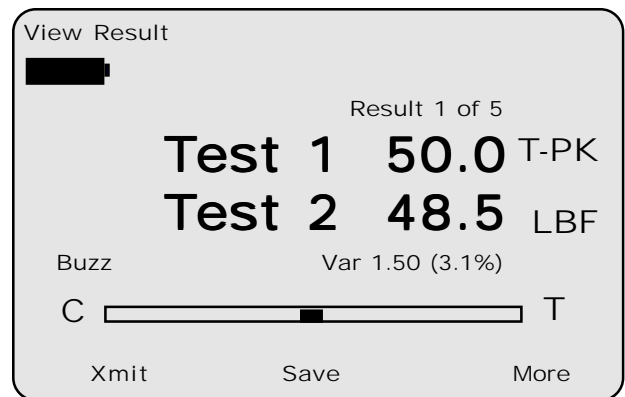 View Result
Result 1 of 5
Test 1 50.0 T-PK
Test 2 48.5 LBF
Buzz Var 1.50 (3.1%)
C T
Xmit Save More